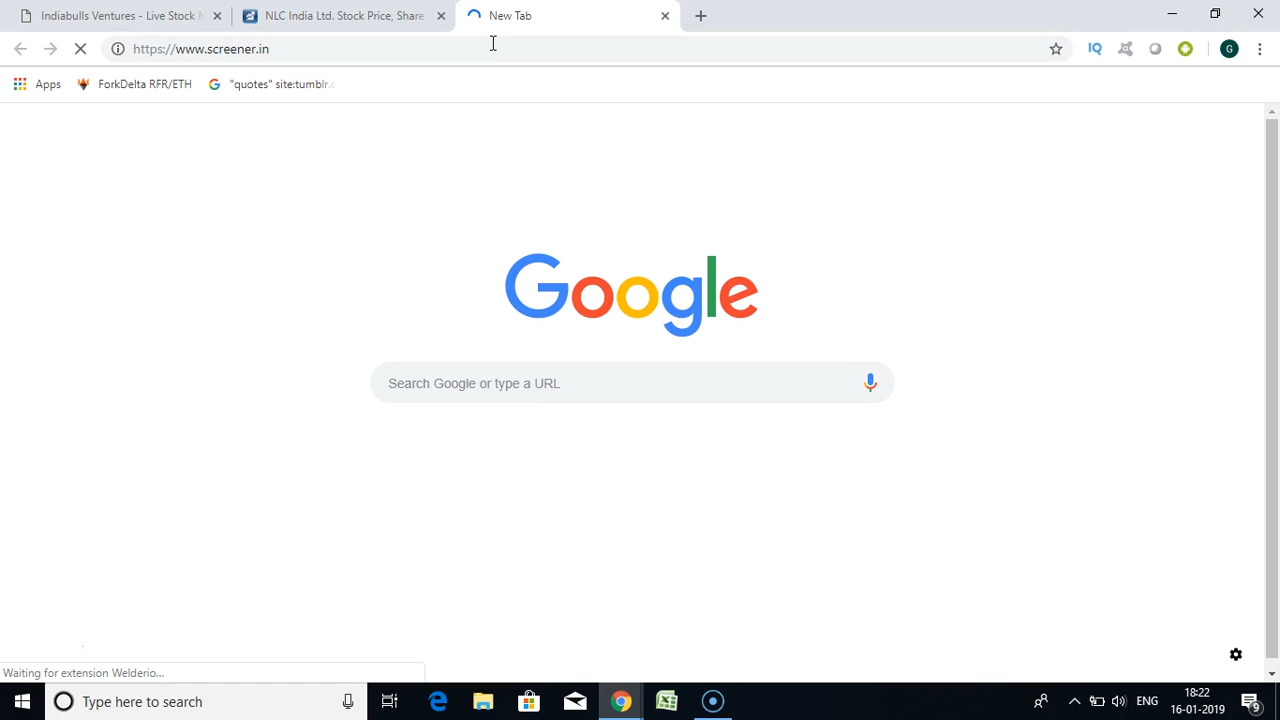 Indiabulls Ventures - Live Stock
NLC India Ltd. Stock Price, Share
New Tab
https://www.screener.in
IQ
G
Apps
ForkDelta RFR/ETH
G "quotes" site:tumblr.c
Google
Search Google or type a URL
Waiting for extension Welderio...
Type here to search
ENG
18:22
16-01-2019
9